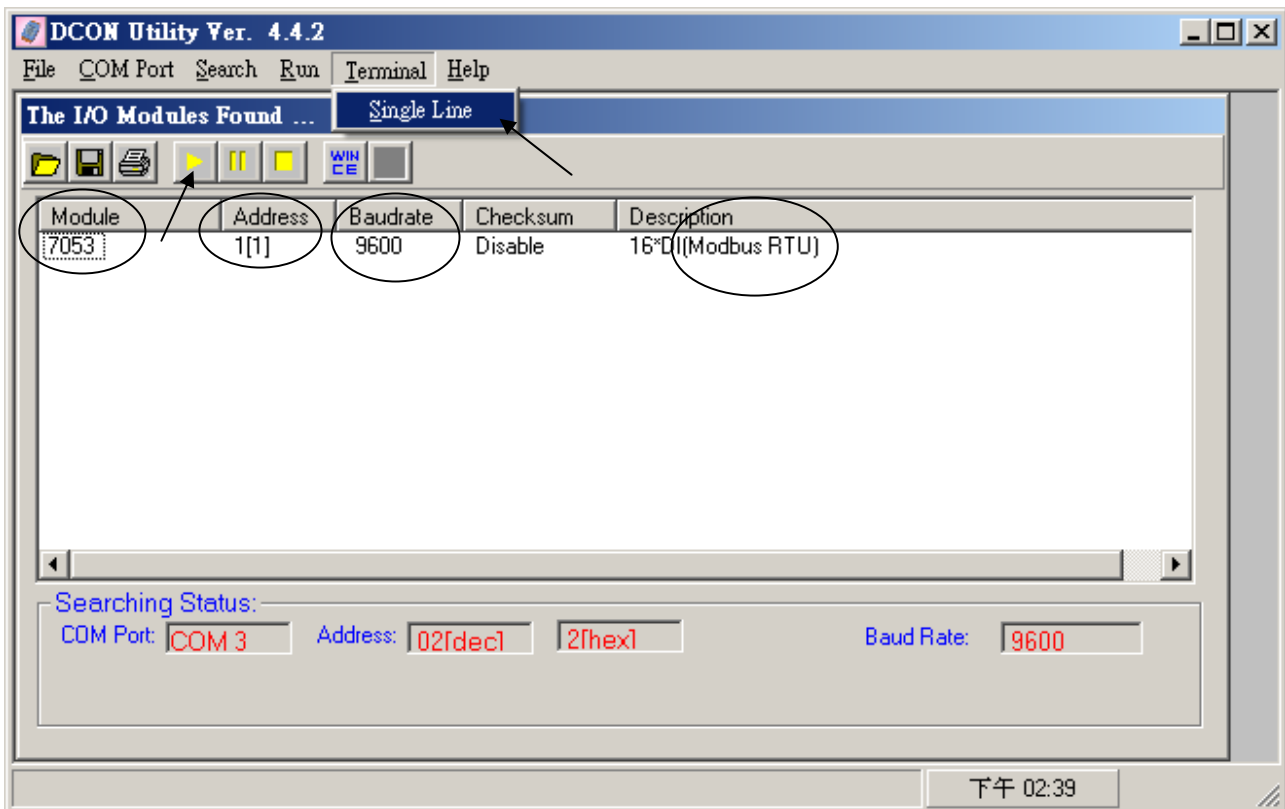 DCON Utility Ver. 4.4.2
File COM Port Search Run Terminal Help
Single Line
The I/O Modules Found ...
WIN CE
Module Address Baudrate Checksum Description
7053 1[1] 9600 Disable 16*DI(Modbus RTU)
Searching Status:
COM Port: COM 3 Address: 02[dec] 2[hex] Baud Rate: 9600
下午 02:39